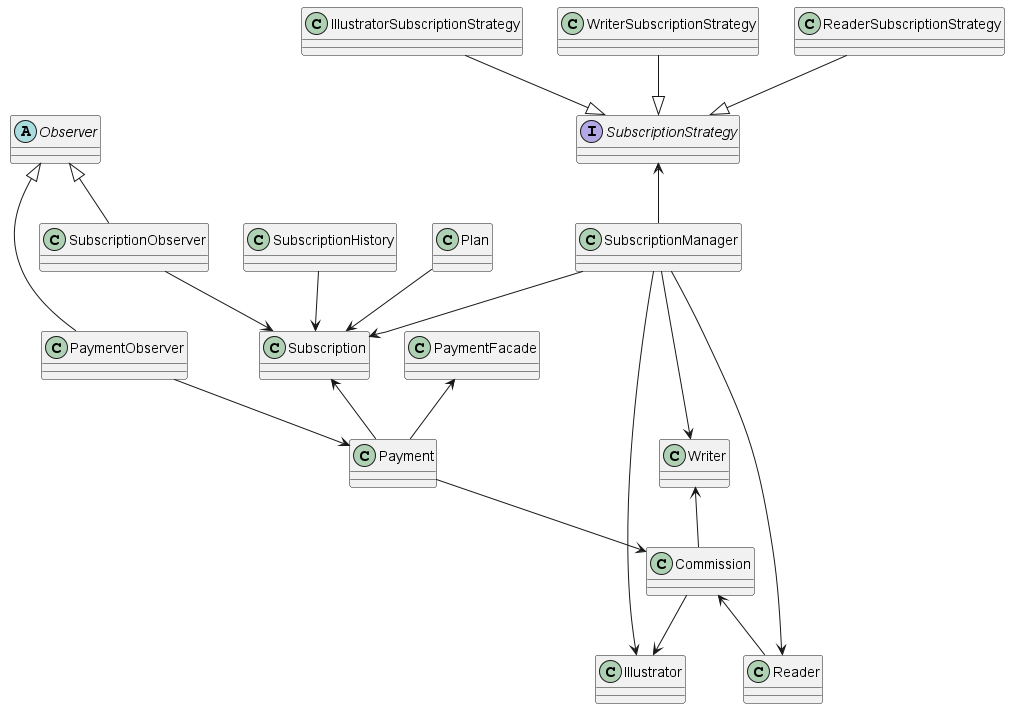 C IllustratorSubscriptionStrategy
C WriterSubscriptionStrategy
C ReaderSubscriptionStrategy
A Observer
I SubscriptionStrategy
C SubscriptionObserver
C SubscriptionHistory
C Plan
C SubscriptionManager
C PaymentObserver
C Subscription
C PaymentFacade
C Payment
C Writer
C Commission
C Illustrator
C Reader